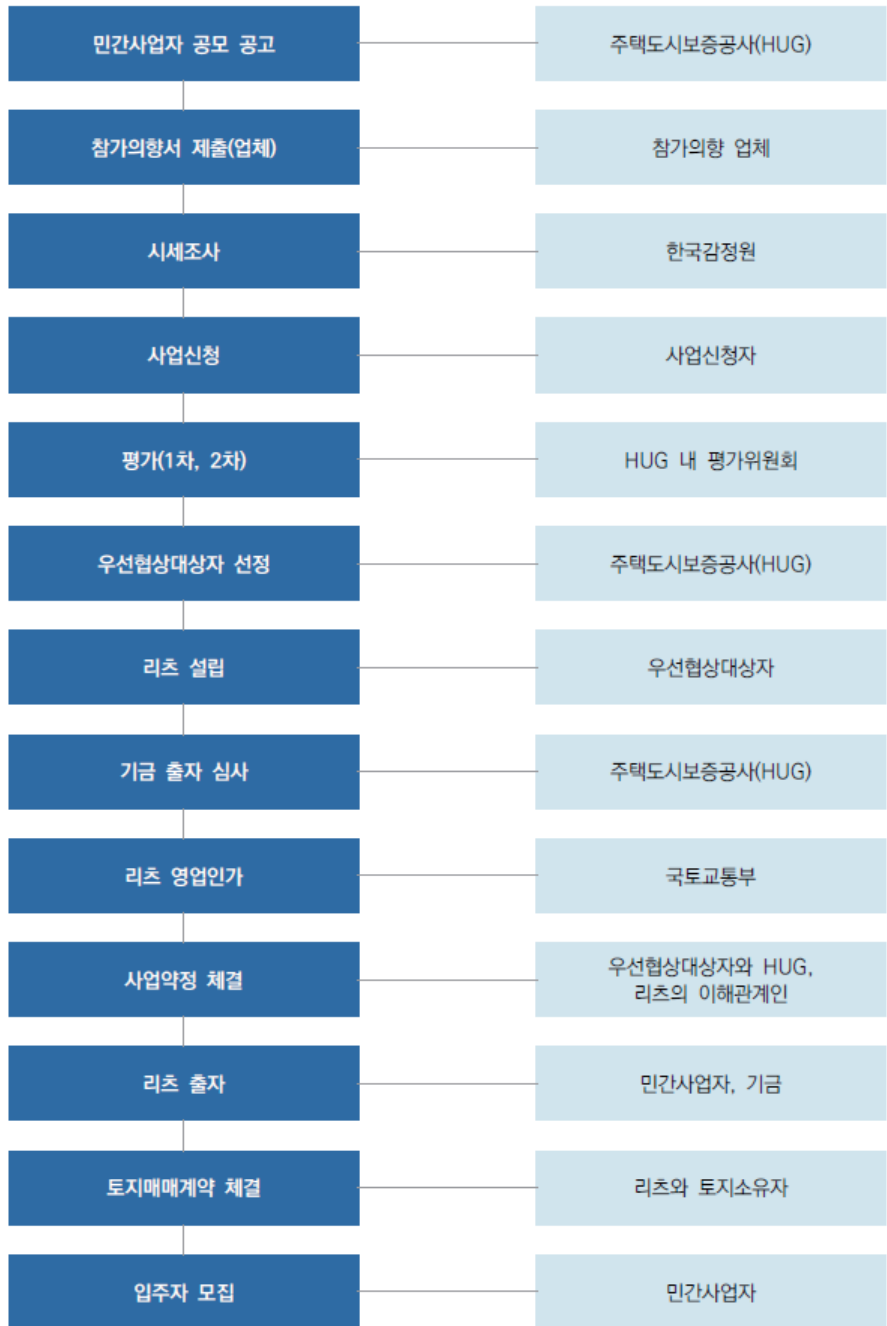 민간사업자 공모 공고
주택도시보증공사(HUG)
참가의향서 제출(업체)
참가의향 업체
시세조사
한국감정원
사업신청
사업신청자
평가(1차, 2차)
HUG 내 평가위원회
우선협상대상자 선정
주택도시보증공사(HUG)
리츠 설립
우선협상대상자
기금 출자 심사
주택도시보증공사(HUG)
리츠 영업인가
국토교통부
사업약정 체결
우선협상대상자와 HUG,
리츠의 이해관계인
리츠 출자
민간사업자, 기금
토지매매계약 체결
리츠와 토지소유자
입주자 모집
민간사업자